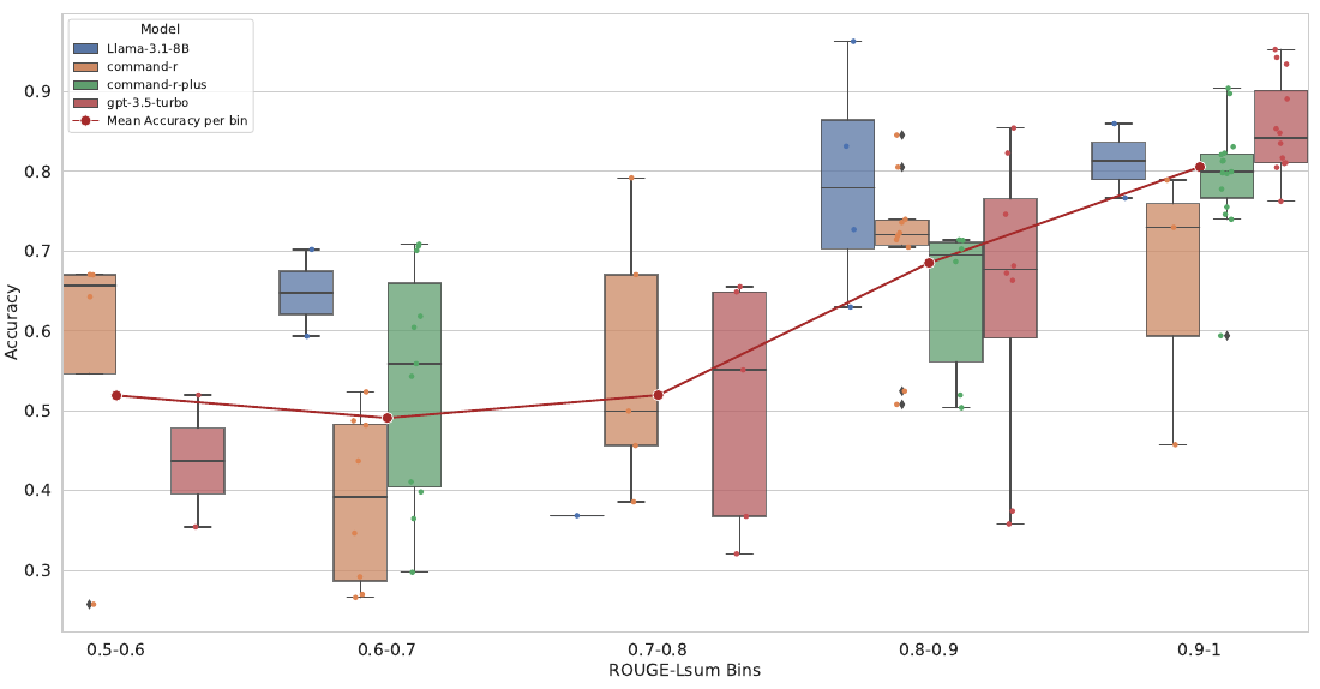 Model
Llama-3.1-8B
command-r
command-r-plus
gpt-3.5-turbo
Mean Accuracy per bin
Accuracy
0.9
0.8
0.7
0.6
0.5
0.4
0.3
0.5-0.6 0.6-0.7 0.7-0.8 0.8-0.9 0.9-1
ROUGE-Lsum Bins